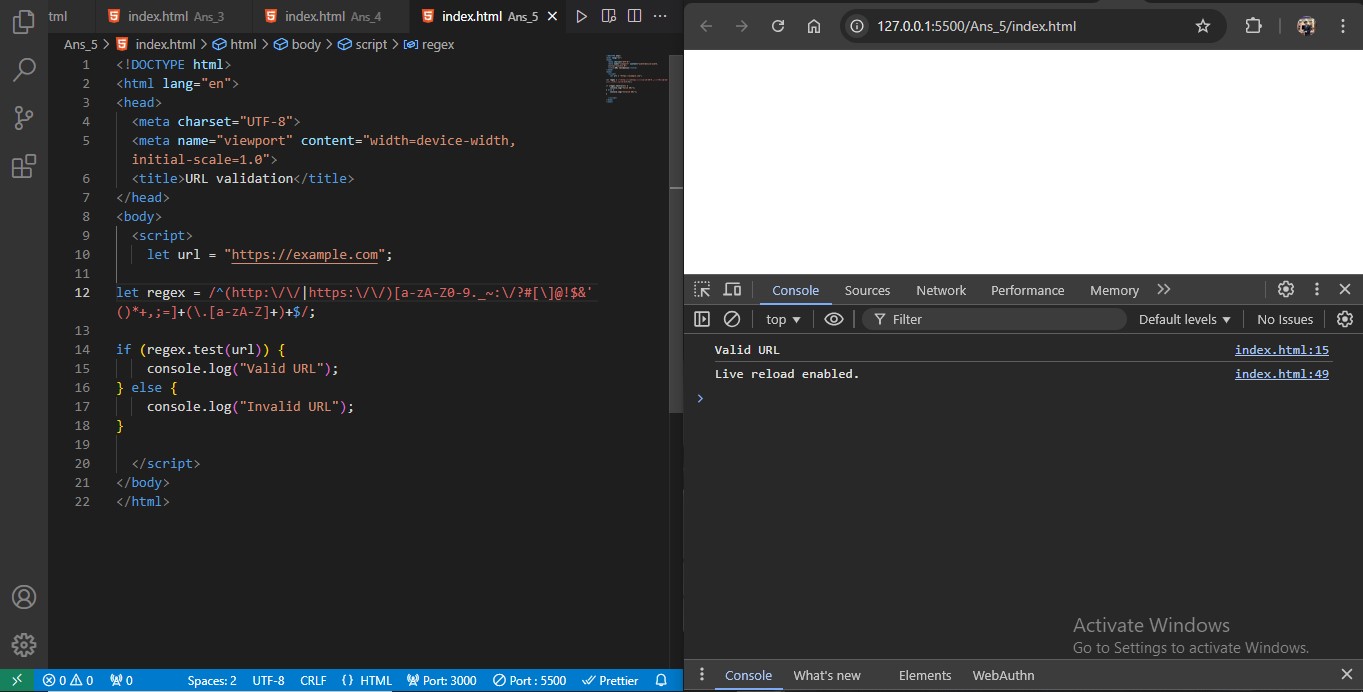 tml
index.html Ans_3
index.html Ans_4
index.html Ans_5
Ans_5 > index.html > html > body > script > regex
1 <!DOCTYPE html>
2 <html lang="en">
3 <head>
4 <meta charset="UTF-8">
5 <meta name="viewport" content="width=device-width,
initial-scale=1.0">
6 <title>URL validation</title>
7 </head>
8 <body>
9 <script>
10 let url = "https://example.com";
11
12 let regex = /^(http:\/\/|https:\/\/)[a-zA-Z0-9._~:\/?#[\]@!$&'
()*+,;=]+(\.[a-zA-Z]+)+$/;
13
14 if (regex.test(url)) {
15 console.log("Valid URL");
16 } else {
17 console.log("Invalid URL");
18 }
19
20 </script>
21 </body>
22 </html>
0 0 0 Spaces: 2 UTF-8 CRLF {} HTML Port: 3000 Port : 5500 Prettier
127.0.0.1:5500/Ans_5/index.html
Console Sources Network Performance Memory
top Filter Default levels No Issues
Valid URL index.html:15
Live reload enabled. index.html:49
Activate Windows
Go to Settings to activate Windows.
Console What's new Elements WebAuthn